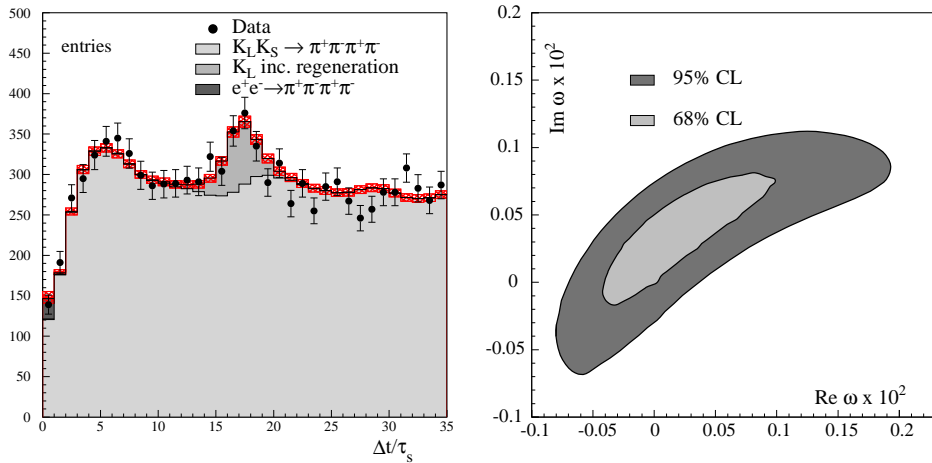 500
450
400
350
300
250
200
150
100
50
0
entries
Data
K_L K_S → π⁺π⁻π⁺π⁻
K_L inc. regeneration
e⁺e⁻→π⁺π⁻π⁺π⁻
0 5 10 15 20 25 30 35
Δt/τ_s
0.2
0.15
0.1
0.05
0
-0.05
-0.1
Im ω x 10²
95% CL
68% CL
Re ω x 10²
-0.1 -0.05 0 0.05 0.1 0.15 0.2